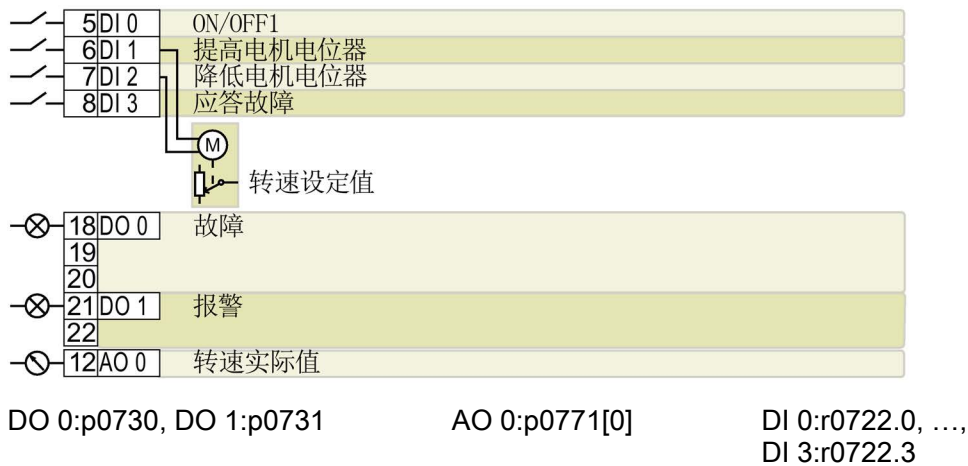 5 DI 0 ON/OFF1
6 DI 1 提高电机电位器
7 DI 2 降低电机电位器
8 DI 3 应答故障
M
转速设定值
18 DO 0 故障
19
20
21 DO 1 报警
22
12 AO 0 转速实际值
DO 0:p0730, DO 1:p0731 AO 0:p0771[0] DI 0:r0722.0, …,
DI 3:r0722.3